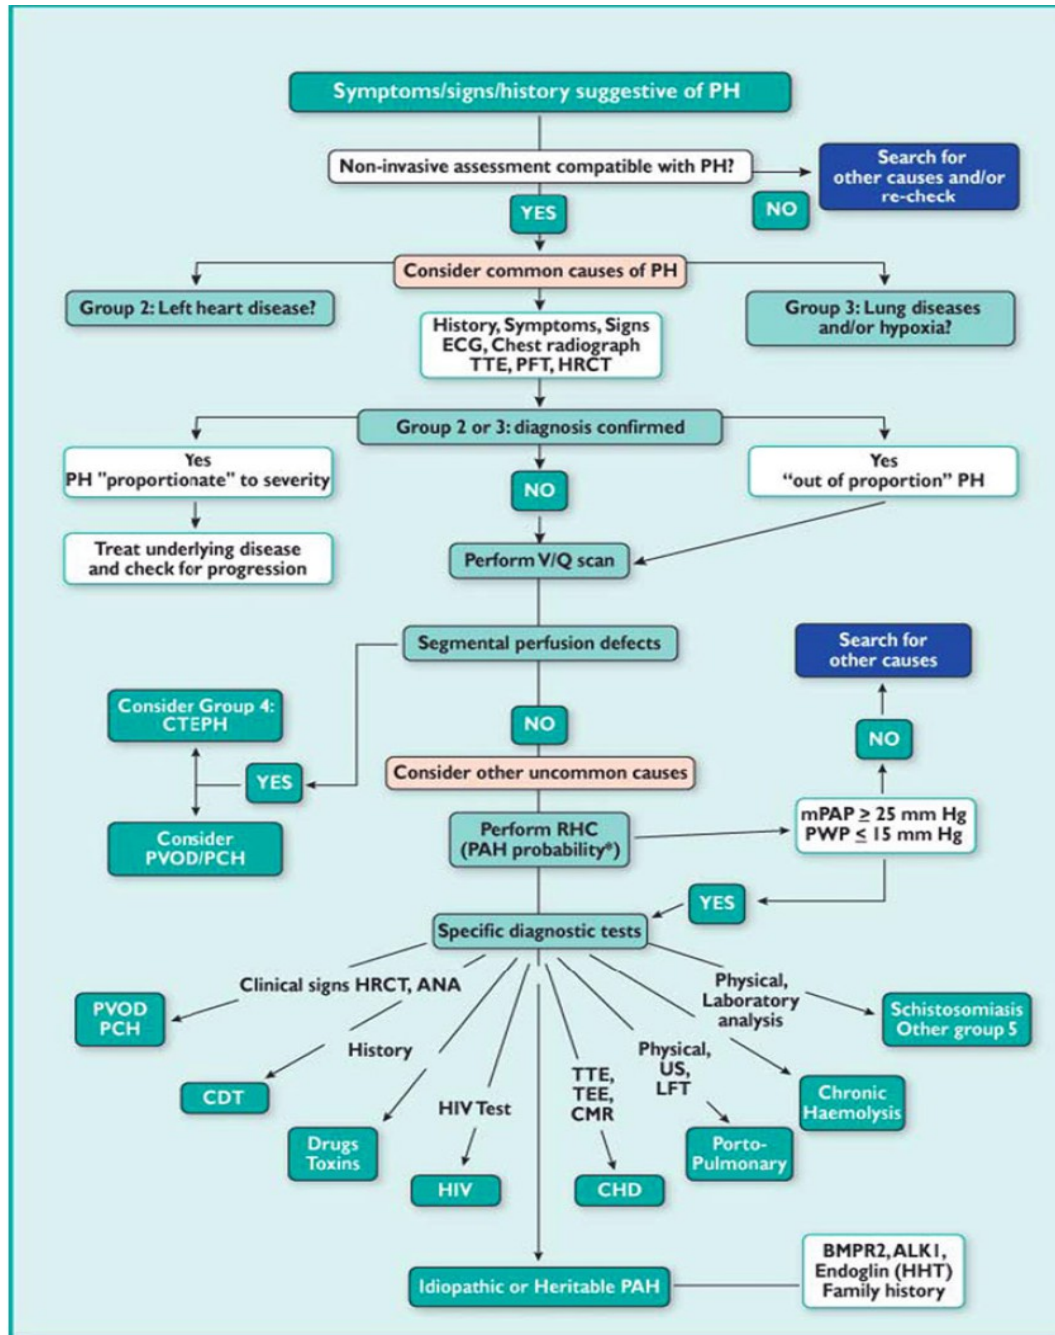 Symptoms/signs/history suggestive of PH
Non-invasive assessment compatible with PH?
Search for
other causes and/or
re-check
YES
NO
Consider common causes of PH
Group 2: Left heart disease?
Group 3: Lung diseases
and/or hypoxia?
History, Symptoms, Signs
ECG, Chest radiograph
TTE, PFT, HRCT
Group 2 or 3: diagnosis confirmed
Yes
PH "proportionate" to severity
NO
Yes
“out of proportion” PH
Treat underlying disease
and check for progression
Perform V/Q scan
Segmental perfusion defects
Search for
other causes
Consider Group 4:
CTEPH
NO
NO
YES
Consider other uncommon causes
Consider
PVOD/PCH
Perform RHC
(PAH probability*)
mPAP ≥ 25 mm Hg
PWP ≤ 15 mm Hg
YES
Specific diagnostic tests
Clinical signs HRCT, ANA
Physical,
Laboratory
analysis
PVOD
PCH
Schistosomiasis
Other group 5
History
TTE,
TEE,
CMR
Physical,
US,
LFT
CDT
HIV Test
Chronic
Haemolysis
Drugs
Toxins
Porto-
Pulmonary
HIV
CHD
Idiopathic or Heritable PAH
BMPR2, ALK1,
Endoglin (HHT)
Family history